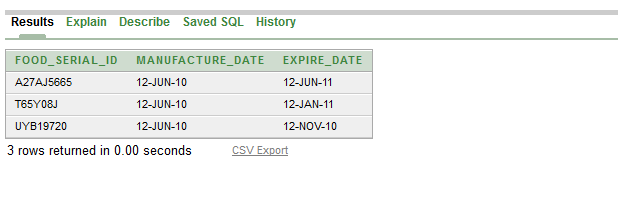 Results Explain Describe Saved SQL History
FOOD_SERIAL_ID MANUFACTURE_DATE EXPIRE_DATE
A27AJ5665 12-JUN-10 12-JUN-11
T65Y08J 12-JUN-10 12-JAN-11
UYB19720 12-JUN-10 12-NOV-10
3 rows returned in 0.00 seconds CSV Export